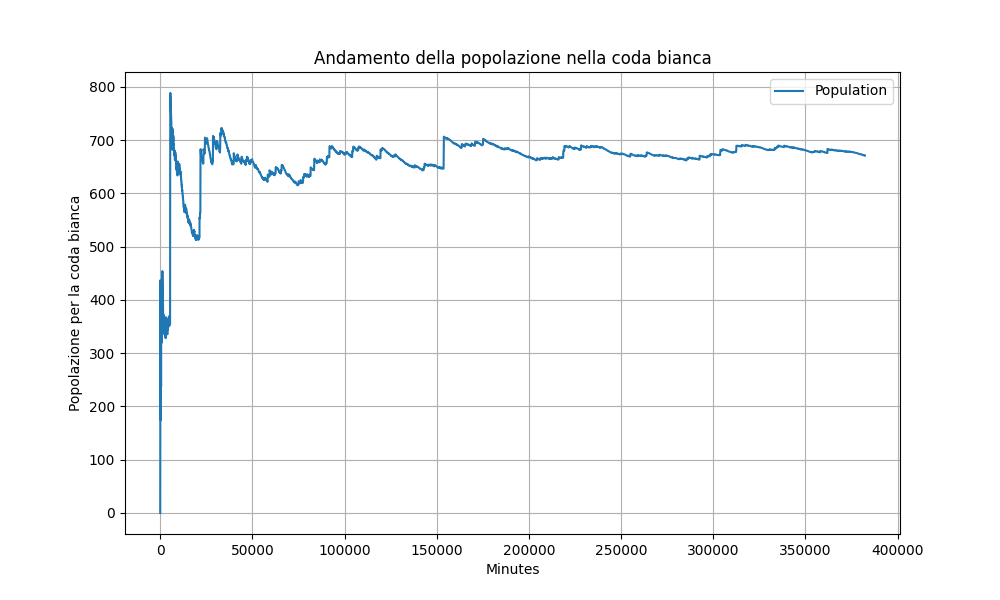 Andamento della popolazione nella coda bianca
Population
Popolazione per la coda bianca
800
700
600
500
400
300
200
100
0
0 50000 100000 150000 200000 250000 300000 350000 400000
Minutes